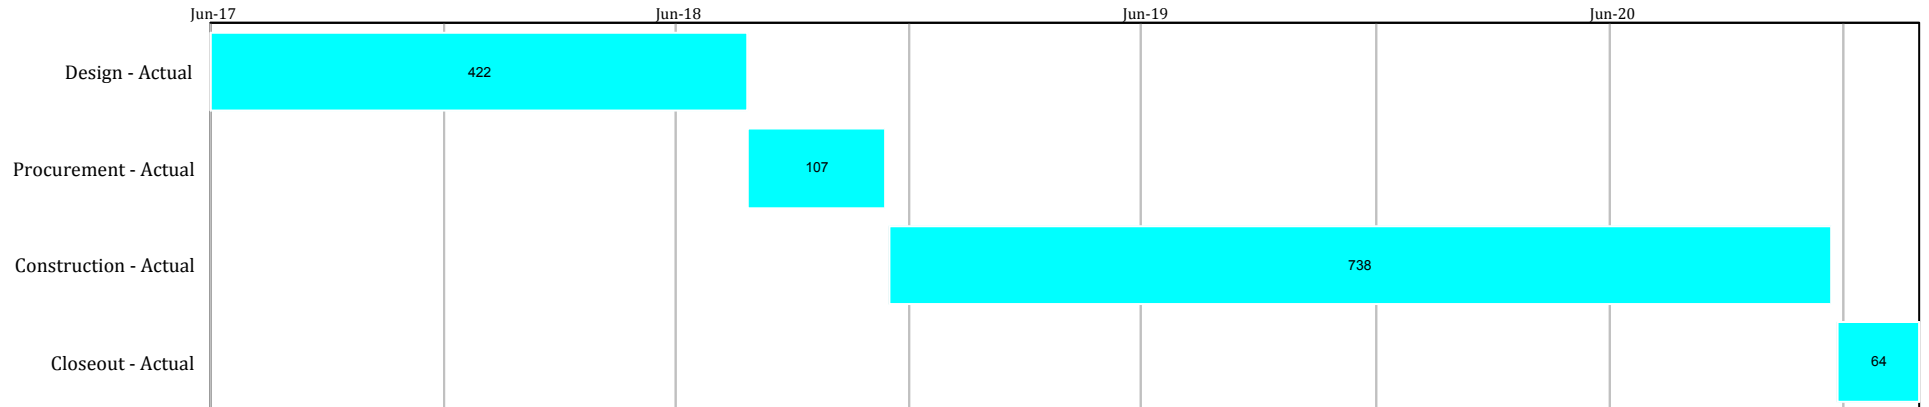 Jun-17 Jun-18 Jun-19 Jun-20
Design - Actual 422
Procurement - Actual 107
Construction - Actual 738
Closeout - Actual 64